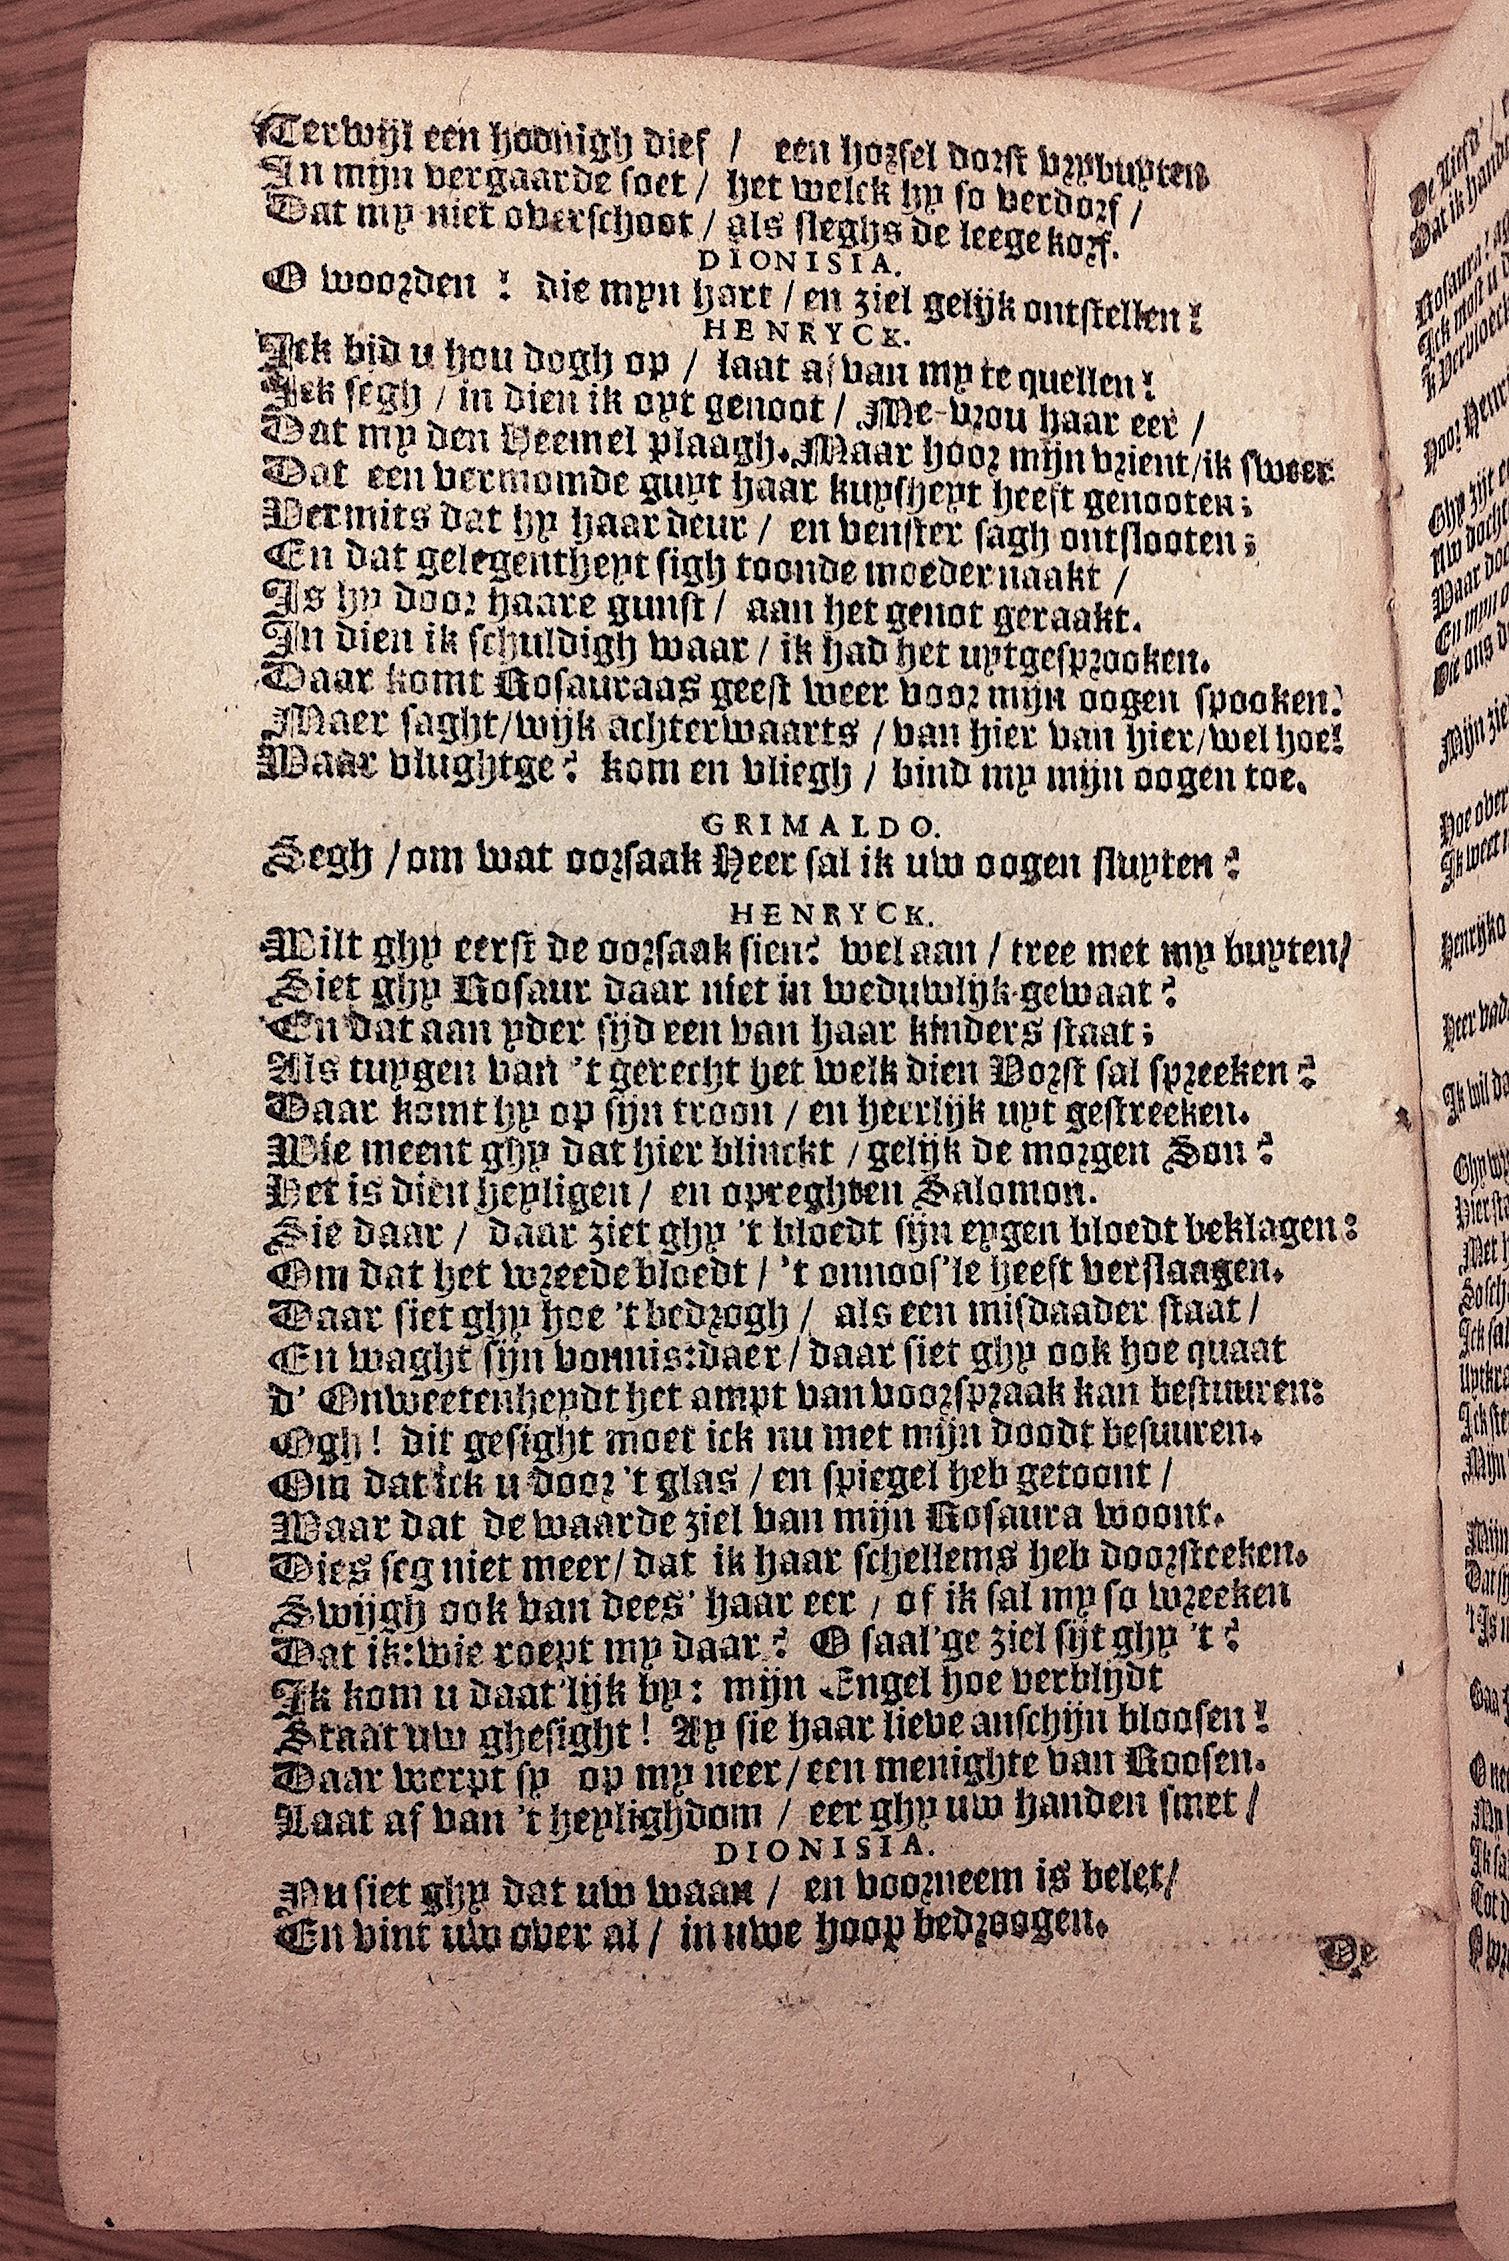 Terwijl een hoonigh dief / een horsel dorst vrybuyten
In mijn vergaarde soet / het welck hy so verdorf /
Dat my niet overschoot / als sleghs de leege korf.
DIONISIA.
O woorden ! die myn hart / en ziel gelijk ontstellen !
HENRYCK.
Ick bid u hou dogh op / laat af van my te quellen !
Ick segh / in dien ik oyt genoot / Me-vrou haar eer /
Dat my den Heemel plaagh. Maar hoor mijn vrient / ik sweer
Dat een vermomde guyt haar kuysheyt heeft genooten;
Vermits dat hy haar deur / en venster sagh ontslooten;
En dat gelegentheyt sigh toonde moedernaakt /
Is hy door haare gunst / aan het genot geraakt.
In dien ik schuldigh waar / ik had het uytgesprooken.
Daar komt Rosauraas geest weer voor mijn oogen spooken:
Maer saght / wijk achterwaarts / van hier van hier / wel hoe!
Waar vlughtge? kom en vliegh / bind my mijn oogen toe.
GRIMALDO.
Segh / om wat oorsaak Heer sal ik uw oogen sluyten ?
HENRYCK.
Wilt ghy eerst de oorsaak sien? wel aan / tree met my buyten /
Siet ghy Rosaur daar niet in weduwlijk-gewaat ?
En dat aan yder sijd een van haar kinders staat;
Als tuygen van 't gerecht het welk dien Vorst sal spreeken ?
Daar komt hy op sijn troon / en heerlijk uyt gestreeken.
Wie meent ghy dat hier blinckt / gelijk de morgen Son ?
Het is dien heyligen / en opreghten Salomon.
Sie daar / daar ziet ghy 't bloedt sijn eygen bloedt beklagen:
Om dat het wreede bloedt / 't onnoos'le heeft verslaagen.
Daar siet ghy hoe 't bedrogh / als een misdaader staat /
En waght sijn vonnis: daer / daar siet ghy ook hoe quaat
d' Onweetenheydt het ampt van voorspraak kan bestuuren:
Ogh ! dit gesight moet ick nu met mijn doodt besuuren.
Om dat ick u door 't glas / en spiegel heb getoont /
Waar dat de waarde ziel van mijn Rosaura woont.
Dies seg niet meer / dat ik haar schellems heb doorsteeken.
Swijgh ook van dees' haar eer / of ik sal my so wreeken
Dat ik: wie roept my daar ? O saal'ge ziel sijt ghy 't ?
Ik kom u daat'lijk by: mijn Engel hoe verblijdt
Staat uw ghesight ! Ay sie haar lieve anschijn bloosen !
Daar werpt sy op my neer / een menighte van Roosen.
Laat af van 't heylighdom / eer ghy uw handen smet /
DIONISIA.
Nu siet ghy dat uw waan / en voorneem is belet /
En vint uw over al / in uwe hoop bedroogen.
De